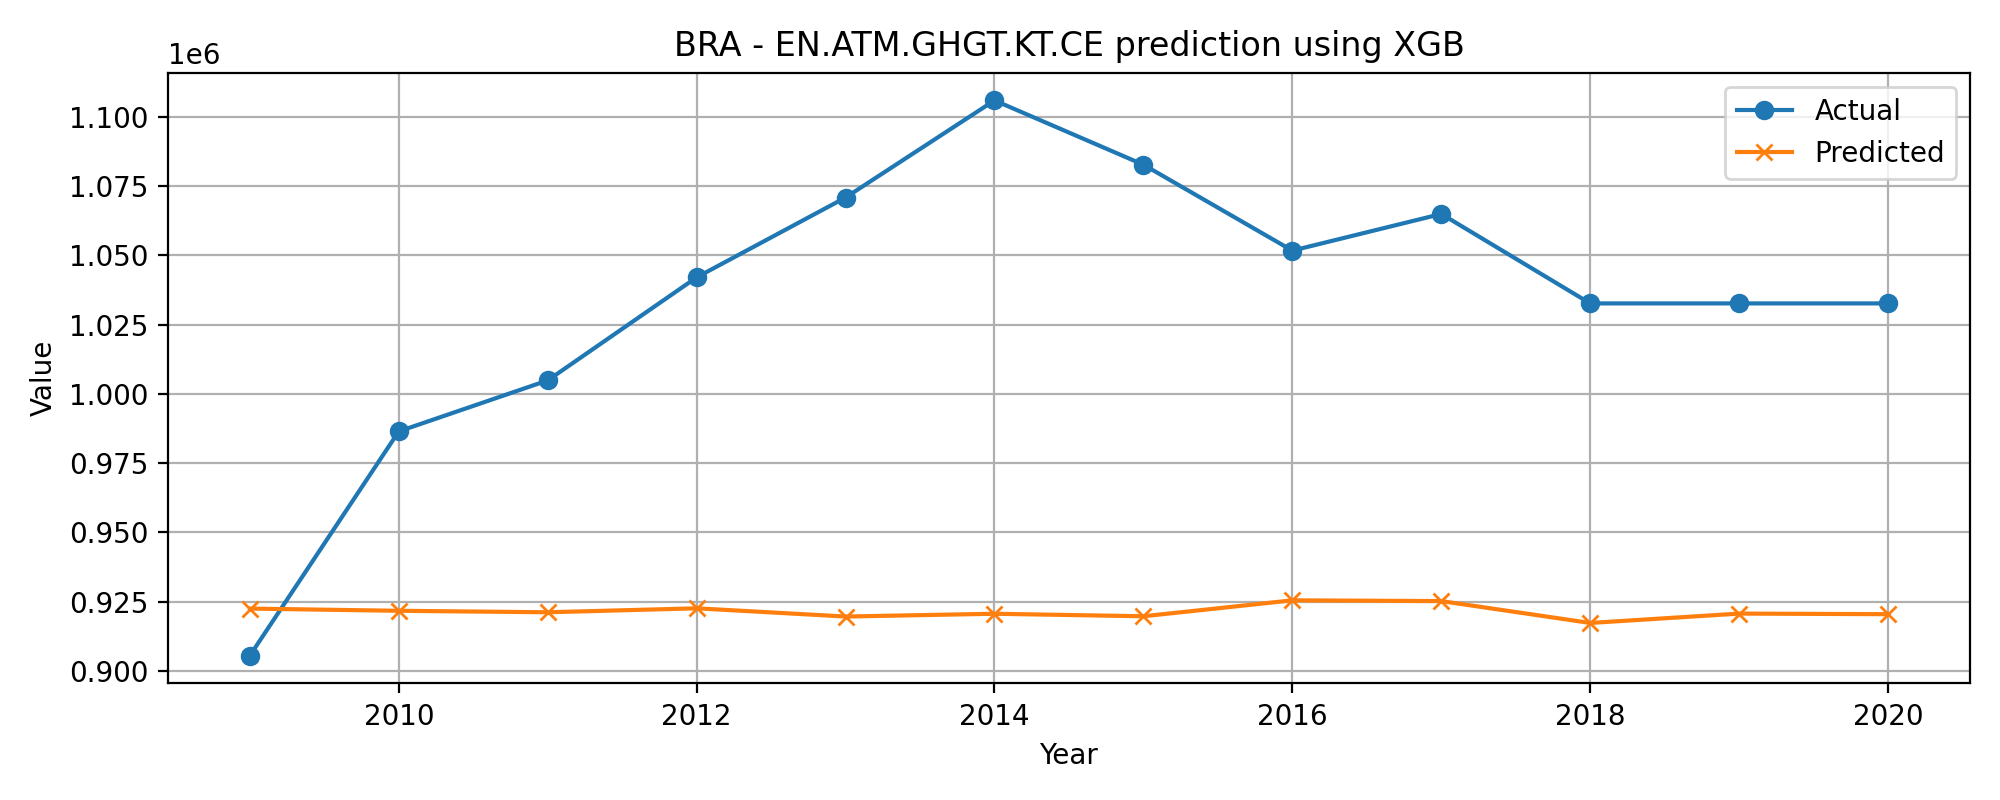 BRA - EN.ATM.GHGT.KT.CE prediction using XGB
1e6
1.100
1.075
1.050
1.025
1.000
0.975
0.950
0.925
0.900
Value
Actual
Predicted
2010 2012 2014 2016 2018 2020
Year